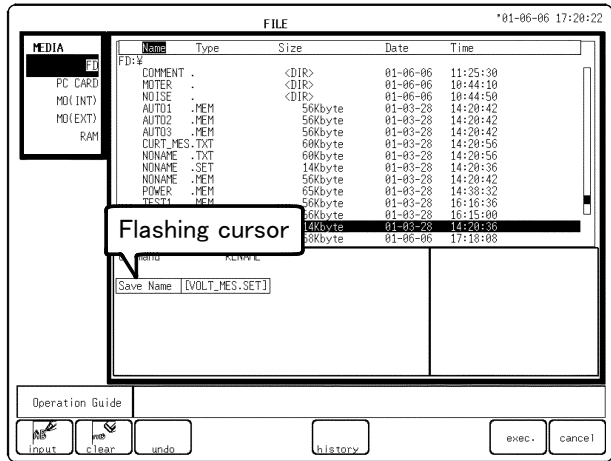 FILE '01-06-06 17:20:22
MEDIA
FD
PC CARD
MO(INT)
MO(EXT)
RAM
Name Type Size Date Time
FD:¥
COMMENT . <DIR> 01-06-06 11:25:30
MOTER . <DIR> 01-06-06 10:44:10
NOISE . <DIR> 01-06-06 10:44:50
AUTO1 .MEM 56Kbyte 01-03-28 14:20:42
AUTO2 .MEM 56Kbyte 01-03-28 14:20:42
AUTO3 .MEM 56Kbyte 01-03-28 14:20:42
CURT_MES.TXT 60Kbyte 01-03-28 14:20:56
NONAME .TXT 60Kbyte 01-03-28 14:20:56
NONAME .SET 14Kbyte 01-03-28 14:20:36
NONAME .MEM 56Kbyte 01-03-28 14:20:42
POWER .MEM 65Kbyte 01-03-28 14:38:32
TEST1 .MEM 56Kbyte 01-03-28 16:16:36
56Kbyte 01-03-28 16:15:00
14Kbyte 01-03-28 14:20:36
01-06-06 17:18:08
Flashing cursor
RENAME
Save Name [VOLT_MES.SET]
Operation Guide
input clear undo history exec. cancel